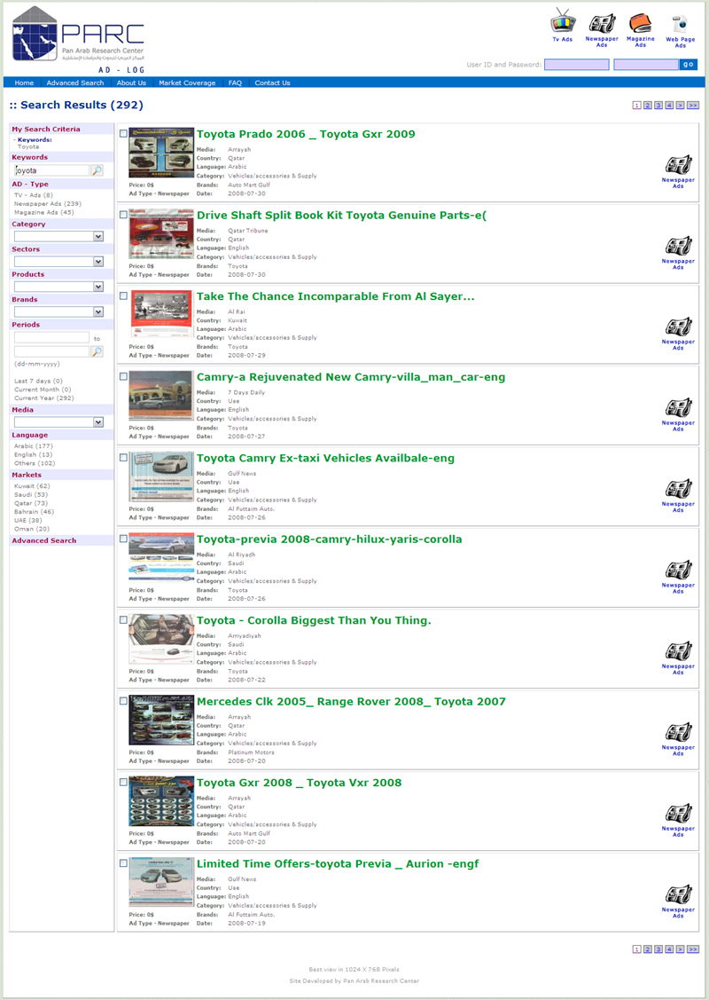 PARC
Pan Arab Research Center
المركز العربي للبحوث والدراسات الإستشارية
AD - LOG
Tv Ads
Newspaper Ads
Magazine Ads
Web Page Ads
User ID and Password:
go
Home Advanced Search About Us Market Coverage FAQ Contact Us
:: Search Results (292)
1 2 3 4 > >>
My Search Criteria
- Keywords:
Toyota
Keywords
toyota
AD - Type
TV - Ads (8)
Newspaper Ads (239)
Magazine Ads (45)
Category
Sectors
Products
Brands
Periods
to
(dd-mm-yyyy)
Last 7 days (0)
Current Month (0)
Current Year (292)
Media
Language
Arabic (177)
English (13)
Others (102)
Markets
Kuwait (62)
Saudi (53)
Qatar (73)
Bahrain (46)
UAE (38)
Oman (20)
Advanced Search
Toyota Prado 2006 _ Toyota Gxr 2009
Media: Arrayah
Country: Qatar
Language: Arabic
Category: Vehicles/accessories & Supply
Price: 0$ Brands: Auto Mart Gulf
Ad Type - Newspaper Date: 2008-07-30
Newspaper Ads
Drive Shaft Split Book Kit Toyota Genuine Parts-e(
Media: Qatar Tribune
Country: Qatar
Language: English
Category: Vehicles/accessories & Supply
Price: 0$ Brands: Toyota
Ad Type - Newspaper Date: 2008-07-30
Newspaper Ads
Take The Chance Incomparable From Al Sayer...
Media: Al Rai
Country: Kuwait
Language: Arabic
Category: Vehicles/accessories & Supply
Price: 0$ Brands: Toyota
Ad Type - Newspaper Date: 2008-07-29
Newspaper Ads
Camry-a Rejuvenated New Camry-villa_man_car-eng
Media: 7 Days Daily
Country: Uae
Language: English
Category: Vehicles/accessories & Supply
Price: 0$ Brands: Toyota
Ad Type - Newspaper Date: 2008-07-27
Newspaper Ads
Toyota Camry Ex-taxi Vehicles Availbale-eng
Media: Gulf News
Country: Uae
Language: English
Category: Vehicles/accessories & Supply
Price: 0$ Brands: Al Futtaim Auto.
Ad Type - Newspaper Date: 2008-07-26
Newspaper Ads
Toyota-previa 2008-camry-hilux-yaris-corolla
Media: Al Riyadh
Country: Saudi
Language: Arabic
Category: Vehicles/accessories & Supply
Price: 0$ Brands: Toyota
Ad Type - Newspaper Date: 2008-07-26
Newspaper Ads
Toyota - Corolla Biggest Than You Thing.
Media: Arriyadiyah
Country: Saudi
Language: Arabic
Category: Vehicles/accessories & Supply
Price: 0$ Brands: Toyota
Ad Type - Newspaper Date: 2008-07-22
Newspaper Ads
Mercedes Clk 2005_ Range Rover 2008_ Toyota 2007
Media: Arrayah
Country: Qatar
Language: Arabic
Category: Vehicles/accessories & Supply
Price: 0$ Brands: Platinum Motors
Ad Type - Newspaper Date: 2008-07-20
Newspaper Ads
Toyota Gxr 2008 _ Toyota Vxr 2008
Media: Arrayah
Country: Qatar
Language: Arabic
Category: Vehicles/accessories & Supply
Price: 0$ Brands: Auto Mart Gulf
Ad Type - Newspaper Date: 2008-07-20
Newspaper Ads
Limited Time Offers-toyota Previa _ Aurion -engf
Media: Gulf News
Country: Uae
Language: English
Category: Vehicles/accessories & Supply
Price: 0$ Brands: Al Futtaim Auto.
Ad Type - Newspaper Date: 2008-07-19
Newspaper Ads
1 2 3 4 > >>
Best view in 1024 X 768 Pixels
Site Developed by Pan Arab Research Center